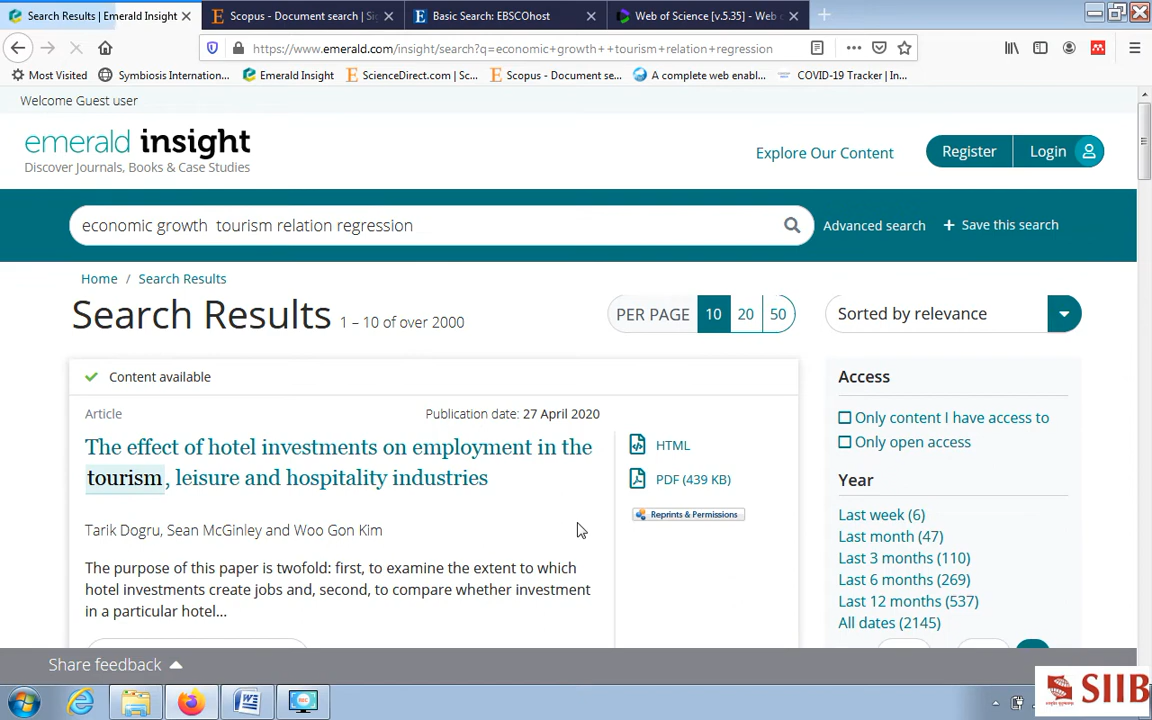 Search Results | Emerald Insight
Scopus - Document search | Sig
Basic Search: EBSCOhost
Web of Science [v.5.35] - Web
https://www.emerald.com/insight/search?q=economic+growth++tourism+relation+regression
Most Visited
Symbiosis Internation...
Emerald Insight
ScienceDirect.com | Sc...
Scopus - Document se...
A complete web enabl...
COVID-19 Tracker | In...
Welcome Guest user
emerald insight
Discover Journals, Books & Case Studies
Explore Our Content
Register
Login
economic growth  tourism relation regression
Advanced search
+ Save this search
Home / Search Results
Search Results 1 – 10 of over 2000
PER PAGE 10 20 50
Sorted by relevance
Content available
Article
Publication date: 27 April 2020
The effect of hotel investments on employment in the
tourism, leisure and hospitality industries
HTML
PDF (439 KB)
Reprints & Permissions
Tarik Dogru, Sean McGinley and Woo Gon Kim
The purpose of this paper is twofold: first, to examine the extent to which
hotel investments create jobs and, second, to compare whether investment
in a particular hotel...
Access
Only content I have access to
Only open access
Year
Last week (6)
Last month (47)
Last 3 months (110)
Last 6 months (269)
Last 12 months (537)
All dates (2145)
Share feedback
SIIB